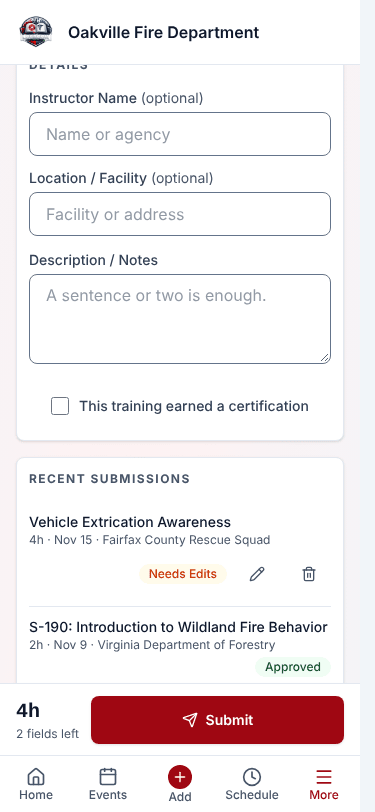 Oakville Fire Department
DETAILS
Instructor Name (optional)
Name or agency
Location / Facility (optional)
Facility or address
Description / Notes
A sentence or two is enough.
This training earned a certification
RECENT SUBMISSIONS
Vehicle Extrication Awareness
4h · Nov 15 · Fairfax County Rescue Squad
Needs Edits
S-190: Introduction to Wildland Fire Behavior
2h · Nov 9 · Virginia Department of Forestry
Approved
4h
2 fields left
Submit
Home
Events
Add
Schedule
More